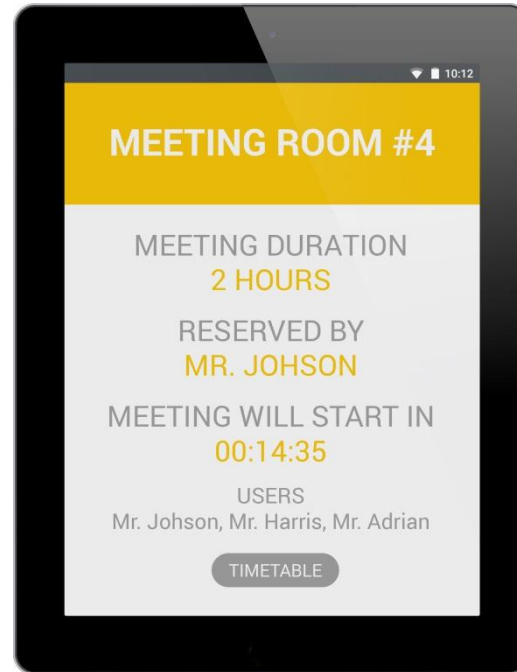 10:12
MEETING ROOM #4
MEETING DURATION
2 HOURS
RESERVED BY
MR. JOHSON
MEETING WILL START IN
00:14:35
USERS
Mr. Johson, Mr. Harris, Mr. Adrian
TIMETABLE